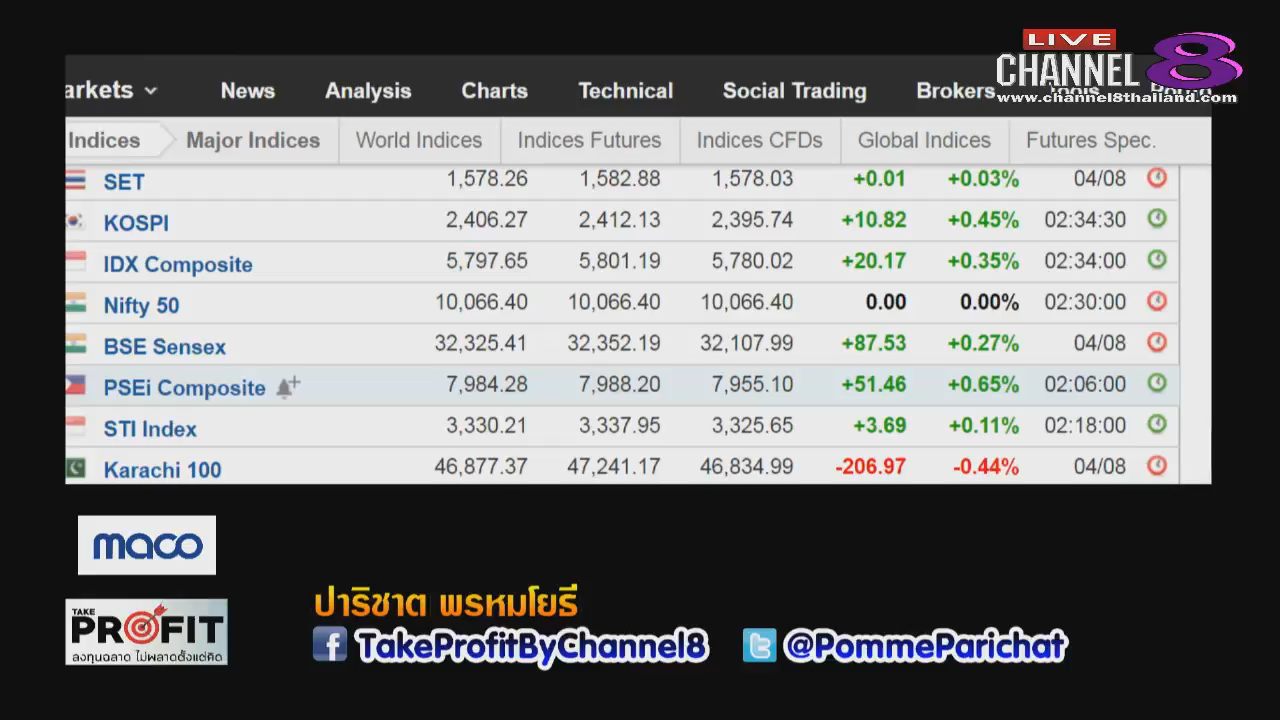 LIVE
CHANNEL 8
www.channel8thailand.com
arkets News Analysis Charts Technical Social Trading Brokers
Indices Major Indices World Indices Indices Futures Indices CFDs Global Indices Futures Spec.
SET 1,578.26 1,582.88 1,578.03 +0.01 +0.03% 04/08
KOSPI 2,406.27 2,412.13 2,395.74 +10.82 +0.45% 02:34:30
IDX Composite 5,797.65 5,801.19 5,780.02 +20.17 +0.35% 02:34:00
Nifty 50 10,066.40 10,066.40 10,066.40 0.00 0.00% 02:30:00
BSE Sensex 32,325.41 32,352.19 32,107.99 +87.53 +0.27% 04/08
PSEi Composite 7,984.28 7,988.20 7,955.10 +51.46 +0.65% 02:06:00
STI Index 3,330.21 3,337.95 3,325.65 +3.69 +0.11% 02:18:00
Karachi 100 46,877.37 47,241.17 46,834.99 -206.97 -0.44% 04/08
maco
TAKE
PROFIT
ลงทุนฉลาด ไม่พลาดตั้งแต่คิด
ปาริชาต พรหมโยธี
TakeProfitByChannel8 @PommeParichat